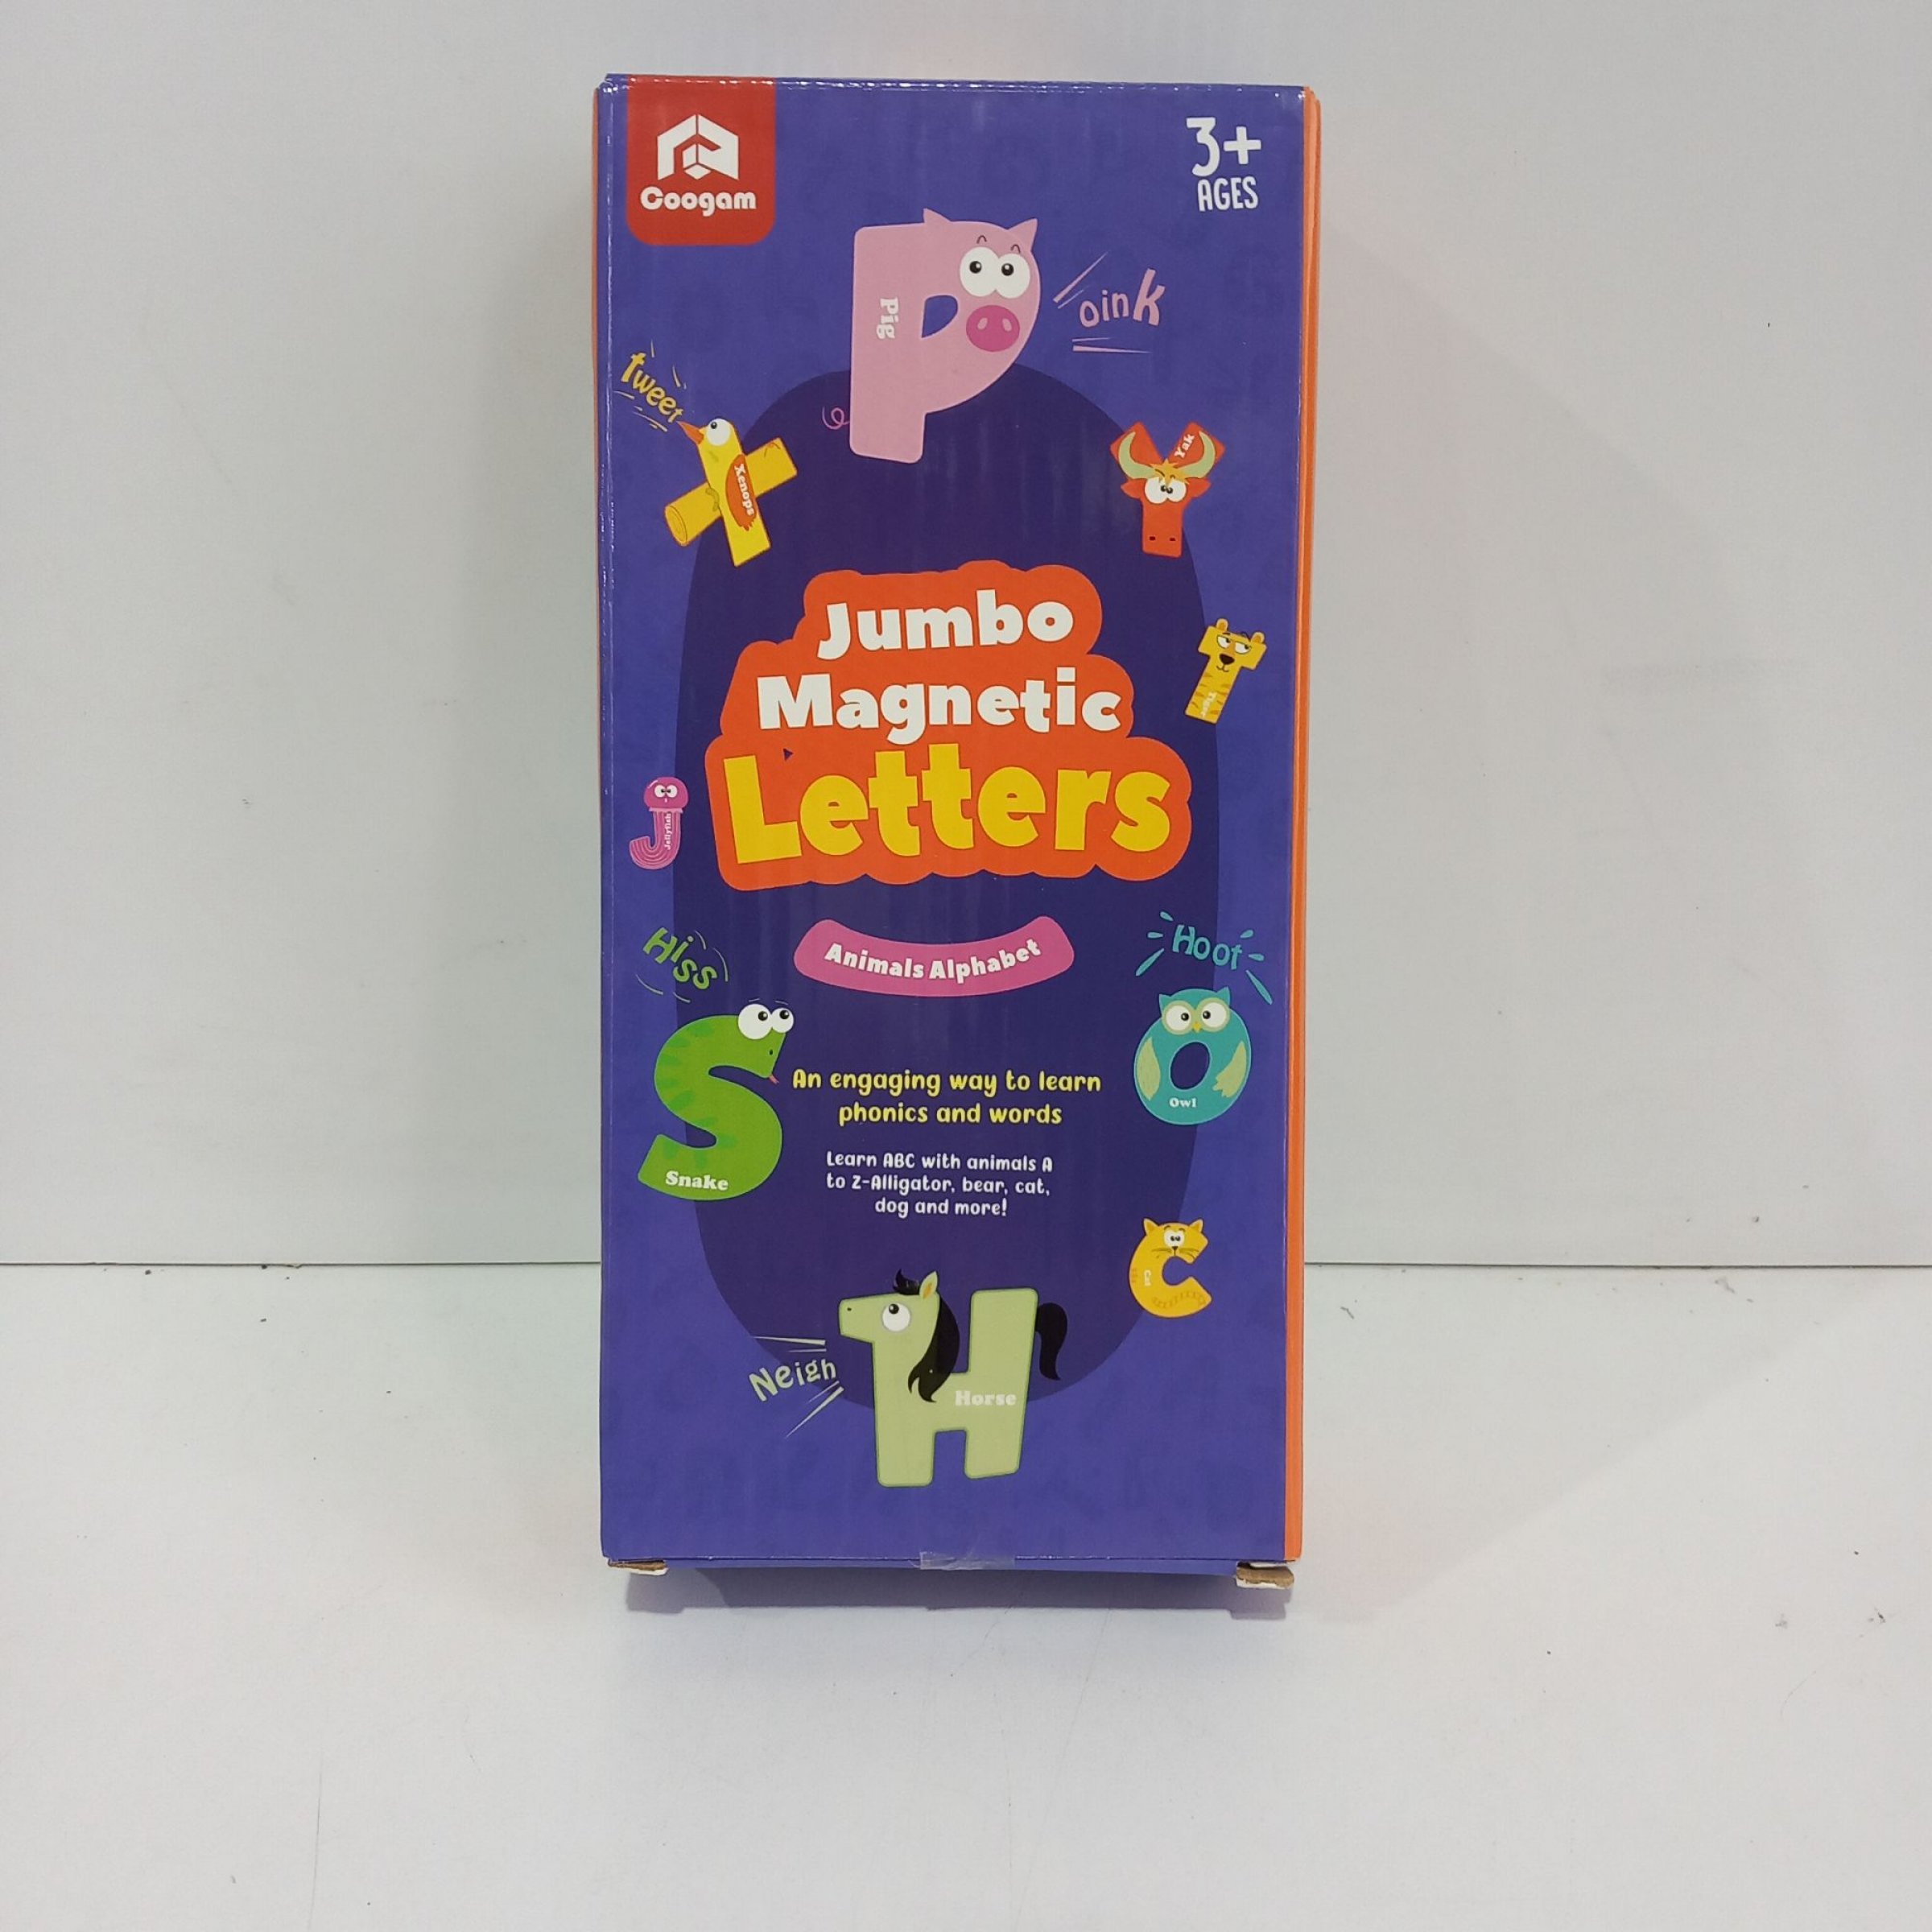 Coogam
3+
AGES
Pig
oink
tweet
Xenops
Yak
Jumbo
Magnetic
Letters
Tiger
Jellyfish
Animals Alphabet
Hiss
Hoot
Snake
Owl
An engaging way to learn
phonics and words
Learn ABC with animals A
to Z-Alligator, bear, cat,
dog and more!
Cat
Neigh
Horse